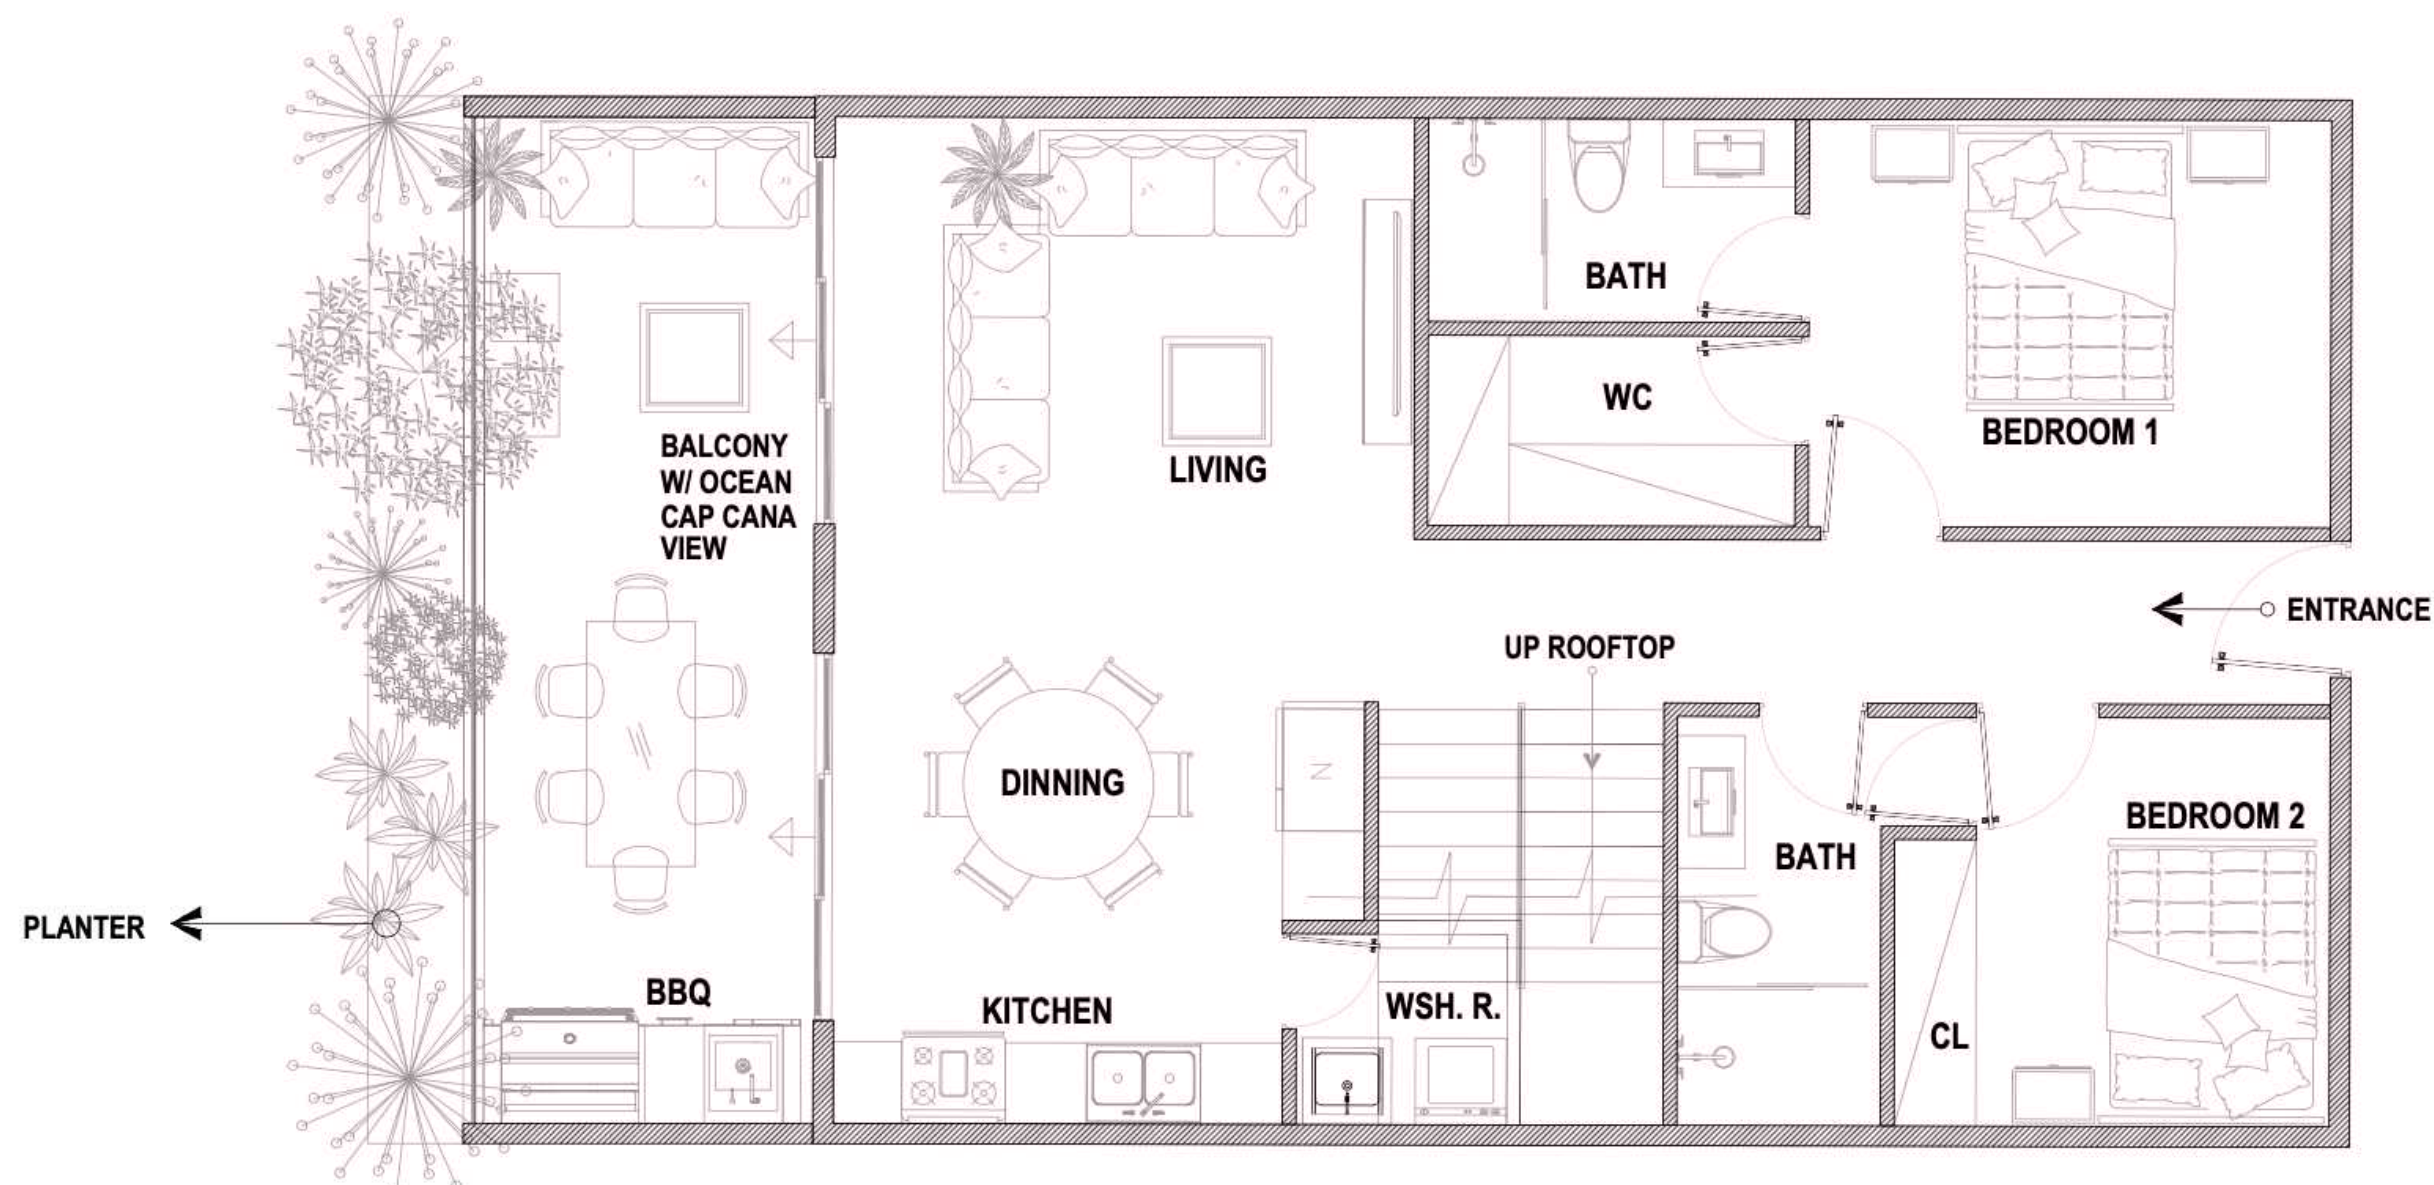 BATH
WC
BEDROOM 1
BALCONY
W/ OCEAN
CAP CANA
VIEW
LIVING
ENTRANCE
UP ROOFTOP
DINNING
N
BEDROOM 2
BATH
PLANTER
BBQ
KITCHEN
WSH. R.
CL